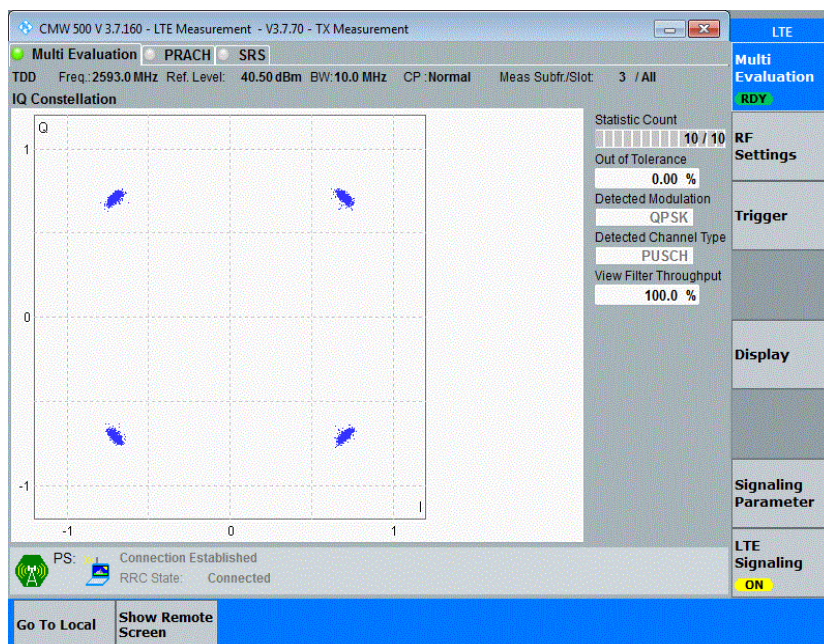 CMW 500 V 3.7.160 - LTE Measurement - V3.7.70 - TX Measurement
LTE
Multi Evaluation PRACH SRS
TDD Freq.:2593.0 MHz Ref. Level: 40.50 dBm BW:10.0 MHz CP :Normal Meas Subfr./Slot: 3 / All
IQ Constellation
Q
1
0
-1
-1 0 1
I
Statistic Count
10 / 10
Out of Tolerance
0.00 %
Detected Modulation
QPSK
Detected Channel Type
PUSCH
View Filter Throughput
100.0 %
Multi
Evaluation
RDY
RF
Settings
Trigger
Display
Signaling
Parameter
LTE
Signaling
ON
PS: Connection Established
RRC State: Connected
Go To Local
Show Remote
Screen